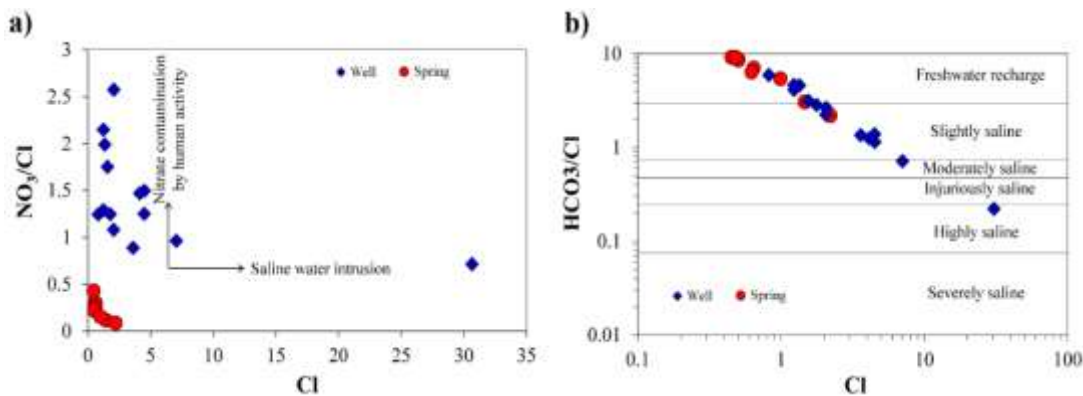 a)
3
2.5
2
1.5
1
0.5
0
NO3/Cl
Nitrate contamination
by human activity
Well
Spring
Saline water intrusion
0 5 10 15 20 25 30 35
Cl
b)
10
1
0.1
0.01
HCO3/Cl
Freshwater recharge
Slightly saline
Moderately saline
Injuriously saline
Highly saline
Severely saline
Well
Spring
0.1 1 10 100
Cl